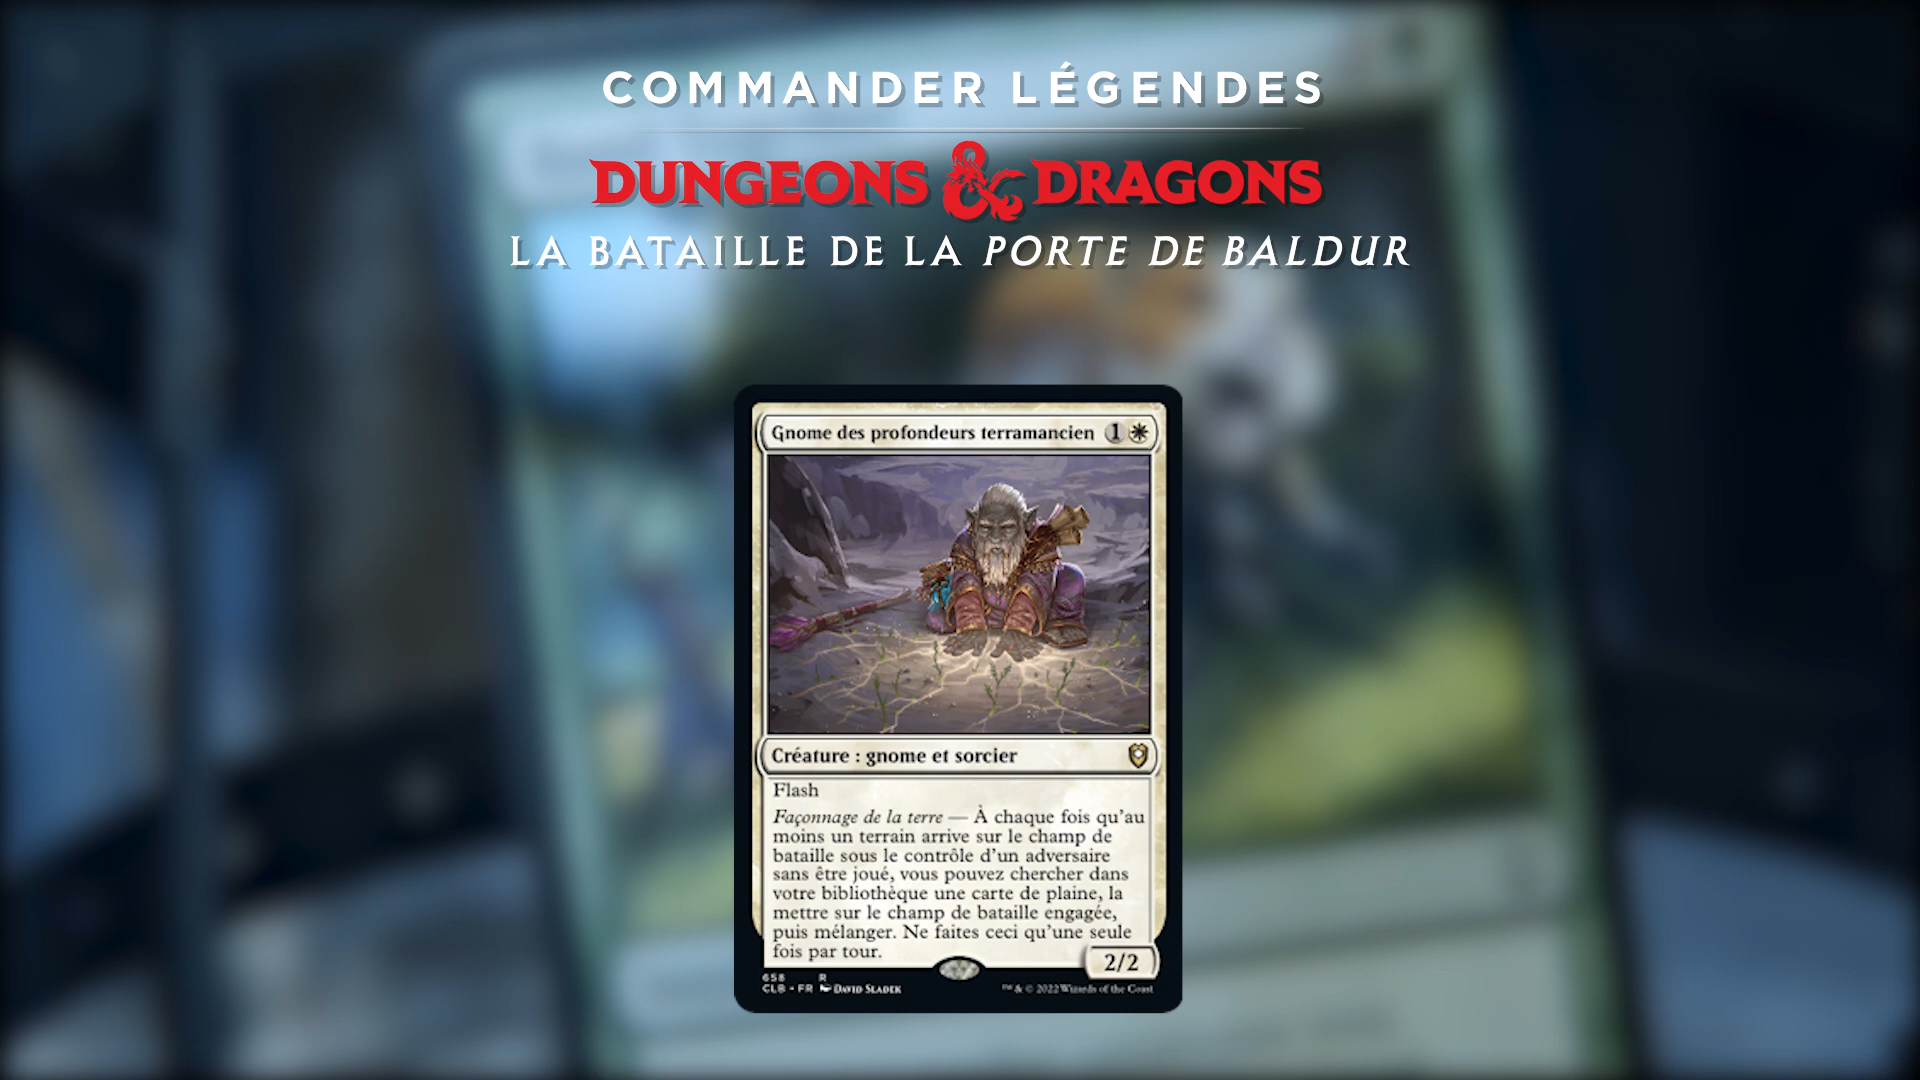 COMMANDER LÉGENDES
DUNGEONS & DRAGONS
LA BATAILLE DE LA PORTE DE BALDUR
Gnome des profondeurs terramancien 1
Créature : gnome et sorcier
Flash
Façonnage de la terre — À chaque fois qu'au
moins un terrain arrive sur le champ de
bataille sous le contrôle d'un adversaire
sans être joué, vous pouvez chercher dans
votre bibliothèque une carte de plaine, la
mettre sur le champ de bataille engagée,
puis mélanger. Ne faites ceci qu'une seule
fois par tour.
2/2
658 R
CLB • FR DAVID SLADEK
™ & © 2022 Wizards of the Coast